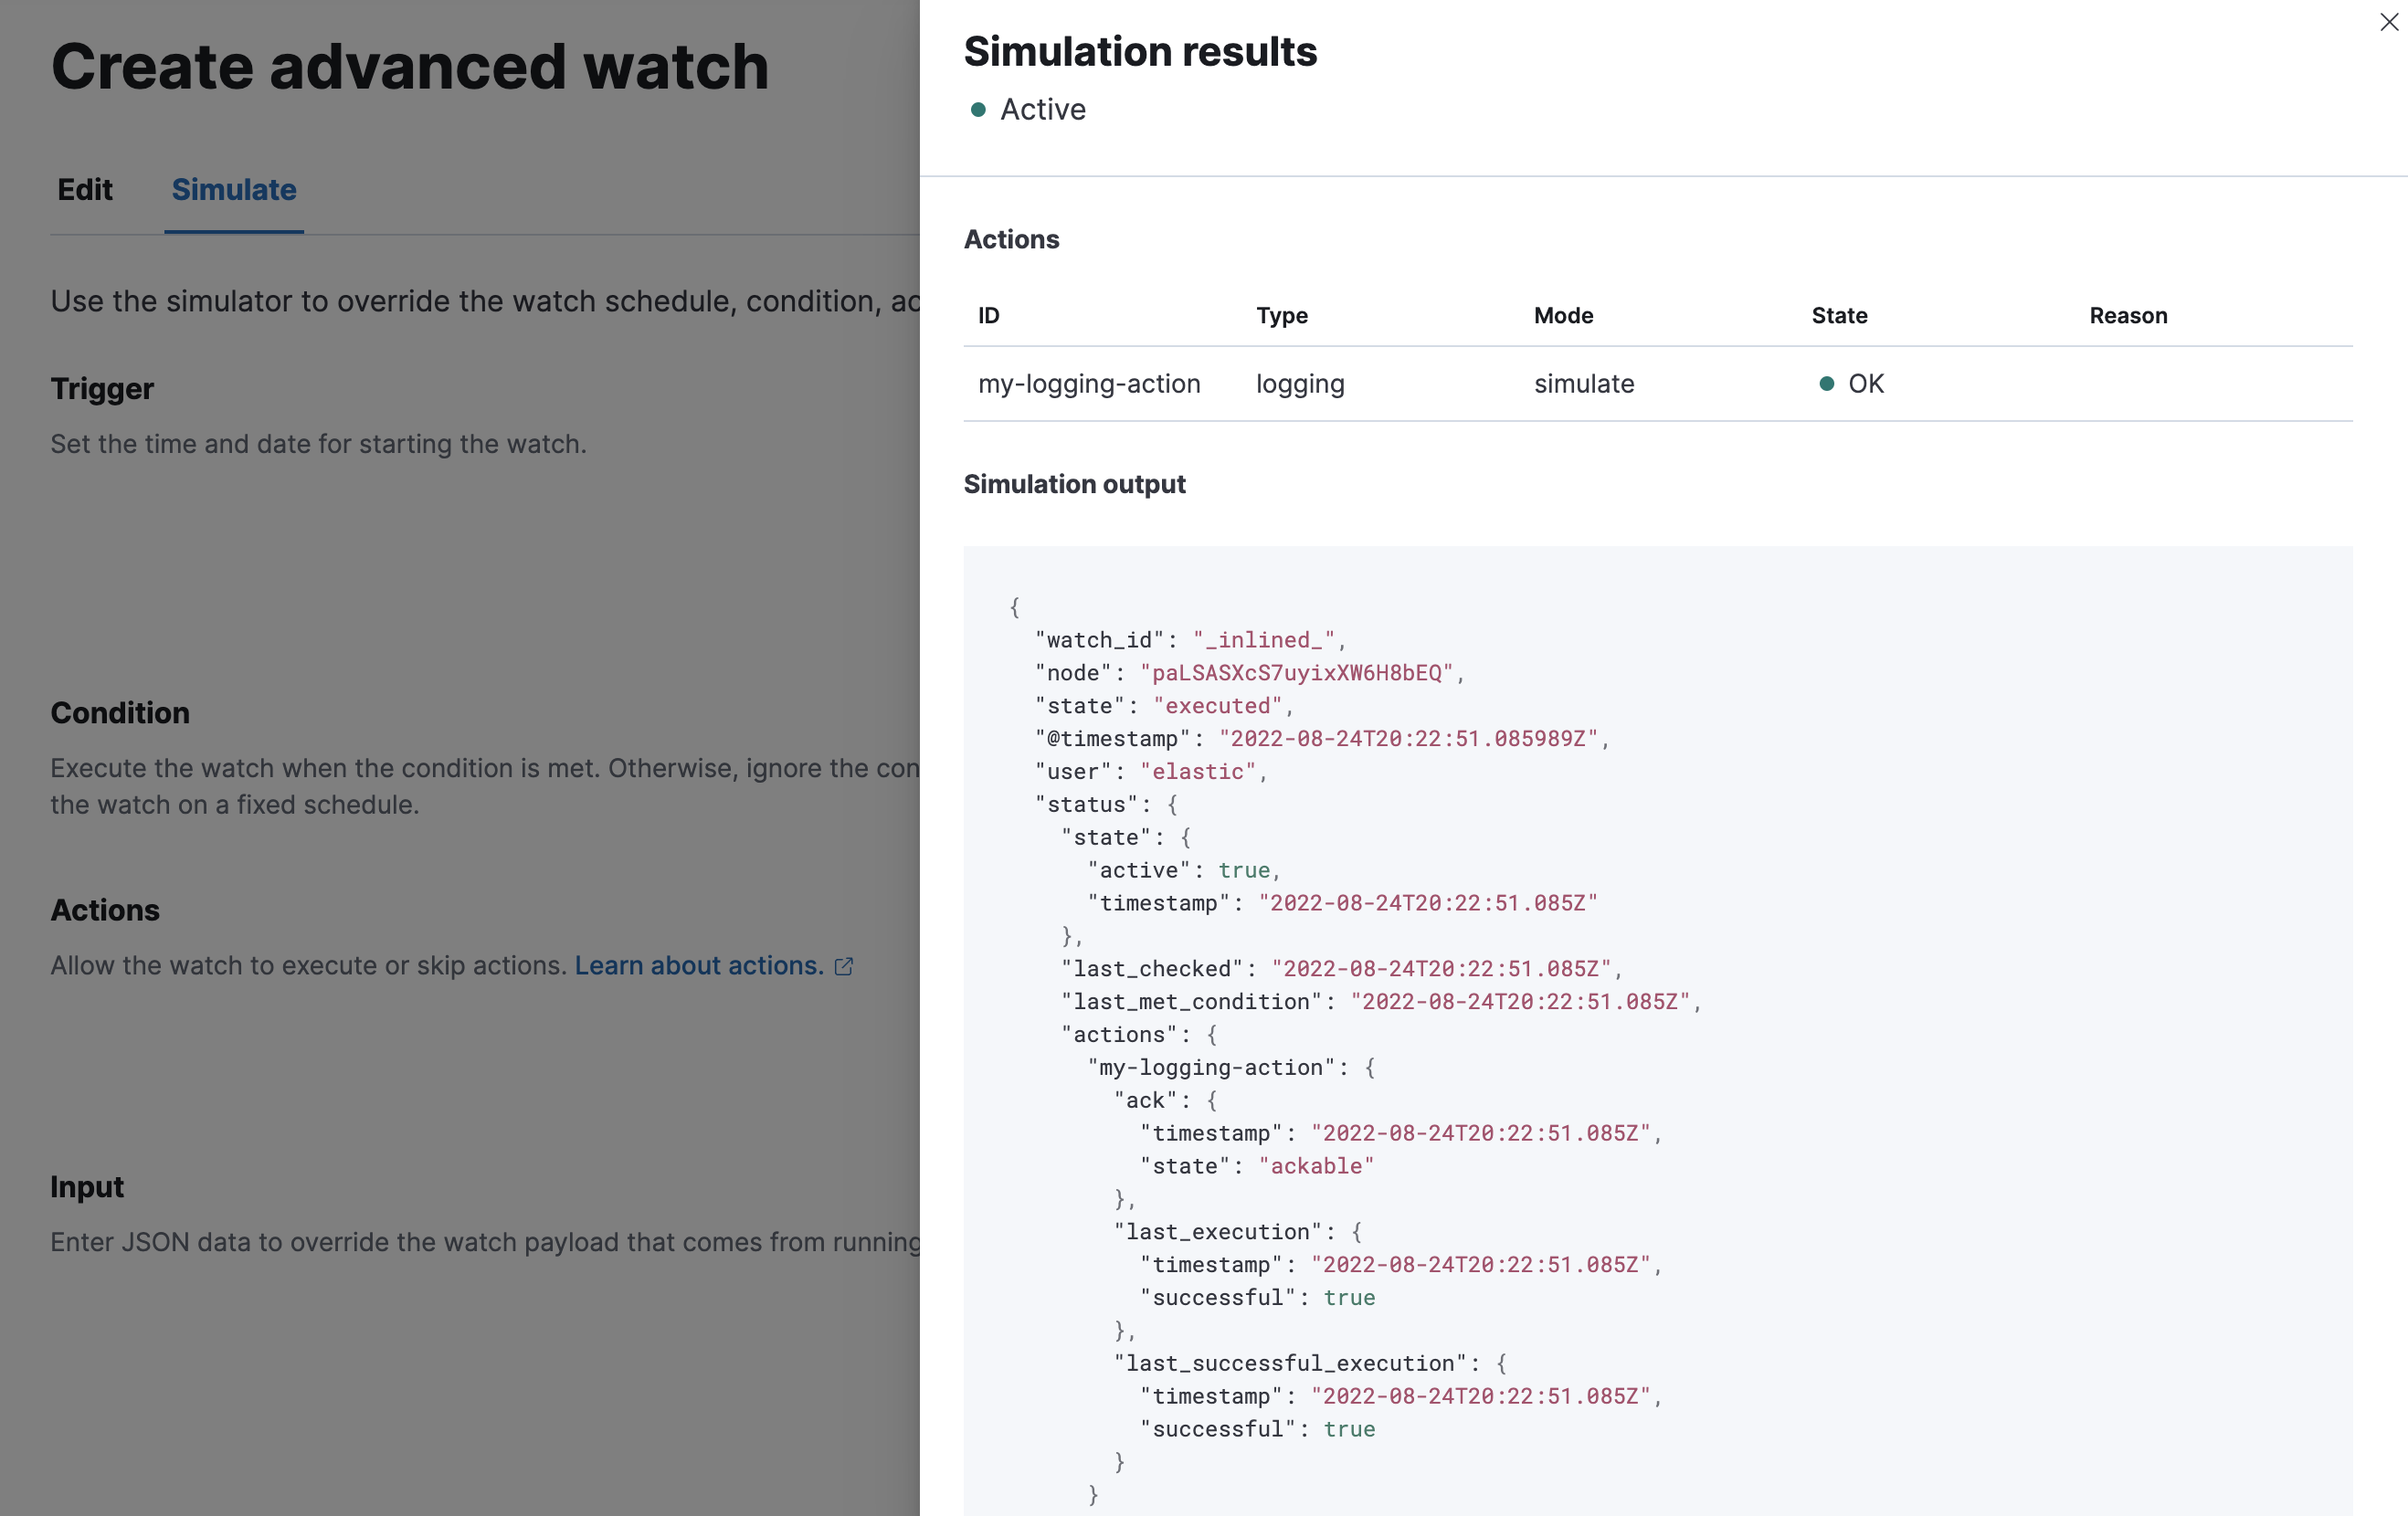 Create advanced watch
Edit
Simulate
Use the simulator to override the watch schedule, condition, ac
Trigger
Set the time and date for starting the watch.
Condition
Execute the watch when the condition is met. Otherwise, ignore the con
the watch on a fixed schedule.
Actions
Allow the watch to execute or skip actions. Learn about actions.
Input
Enter JSON data to override the watch payload that comes from running
Simulation results
Active
Actions
ID Type Mode State Reason
my-logging-action logging simulate OK
Simulation output
{
  "watch_id": "_inlined_",
  "node": "paLSASXcS7uyixXW6H8bEQ",
  "state": "executed",
  "@timestamp": "2022-08-24T20:22:51.085989Z",
  "user": "elastic",
  "status": {
    "state": {
      "active": true,
      "timestamp": "2022-08-24T20:22:51.085Z"
    },
    "last_checked": "2022-08-24T20:22:51.085Z",
    "last_met_condition": "2022-08-24T20:22:51.085Z",
    "actions": {
      "my-logging-action": {
        "ack": {
          "timestamp": "2022-08-24T20:22:51.085Z",
          "state": "ackable"
        },
        "last_execution": {
          "timestamp": "2022-08-24T20:22:51.085Z",
          "successful": true
        },
        "last_successful_execution": {
          "timestamp": "2022-08-24T20:22:51.085Z",
          "successful": true
        }
      }